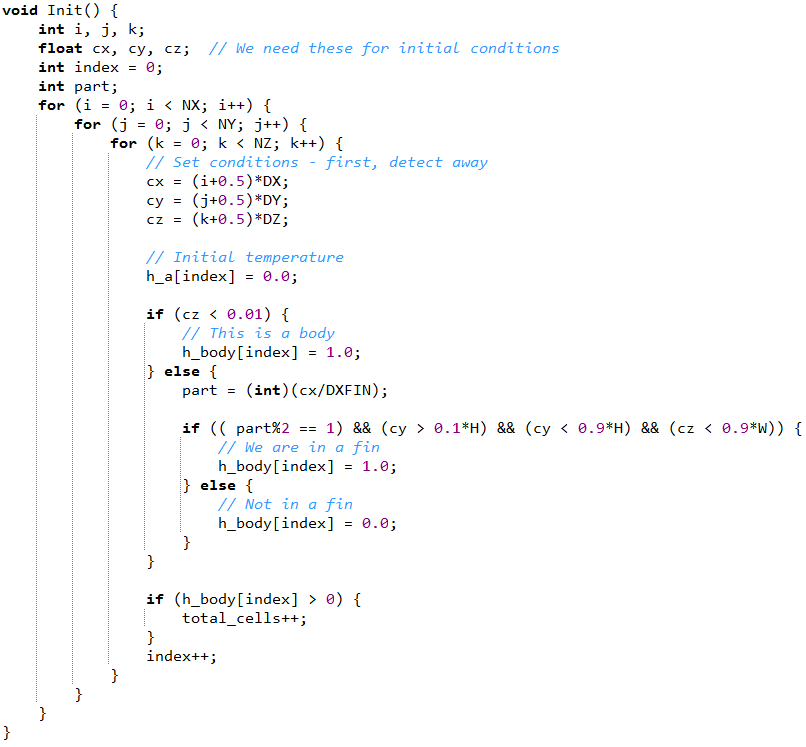 void Init() {
    int i, j, k;
    float cx, cy, cz;  // We need these for initial conditions
    int index = 0;
    int part;
    for (i = 0; i < NX; i++) {
        for (j = 0; j < NY; j++) {
            for (k = 0; k < NZ; k++) {
                // Set conditions - first, detect away
                cx = (i+0.5)*DX;
                cy = (j+0.5)*DY;
                cz = (k+0.5)*DZ;

                // Initial temperature
                h_a[index] = 0.0;

                if (cz < 0.01) {
                    // This is a body
                    h_body[index] = 1.0;
                } else {
                    part = (int)(cx/DXFIN);

                    if (( part%2 == 1) && (cy > 0.1*H) && (cy < 0.9*H) && (cz < 0.9*W)) {
                        // We are in a fin
                        h_body[index] = 1.0;
                    } else {
                        // Not in a fin
                        h_body[index] = 0.0;
                    }
                }

                if (h_body[index] > 0) {
                    total_cells++;
                }
                index++;
            }
        }
    }
}